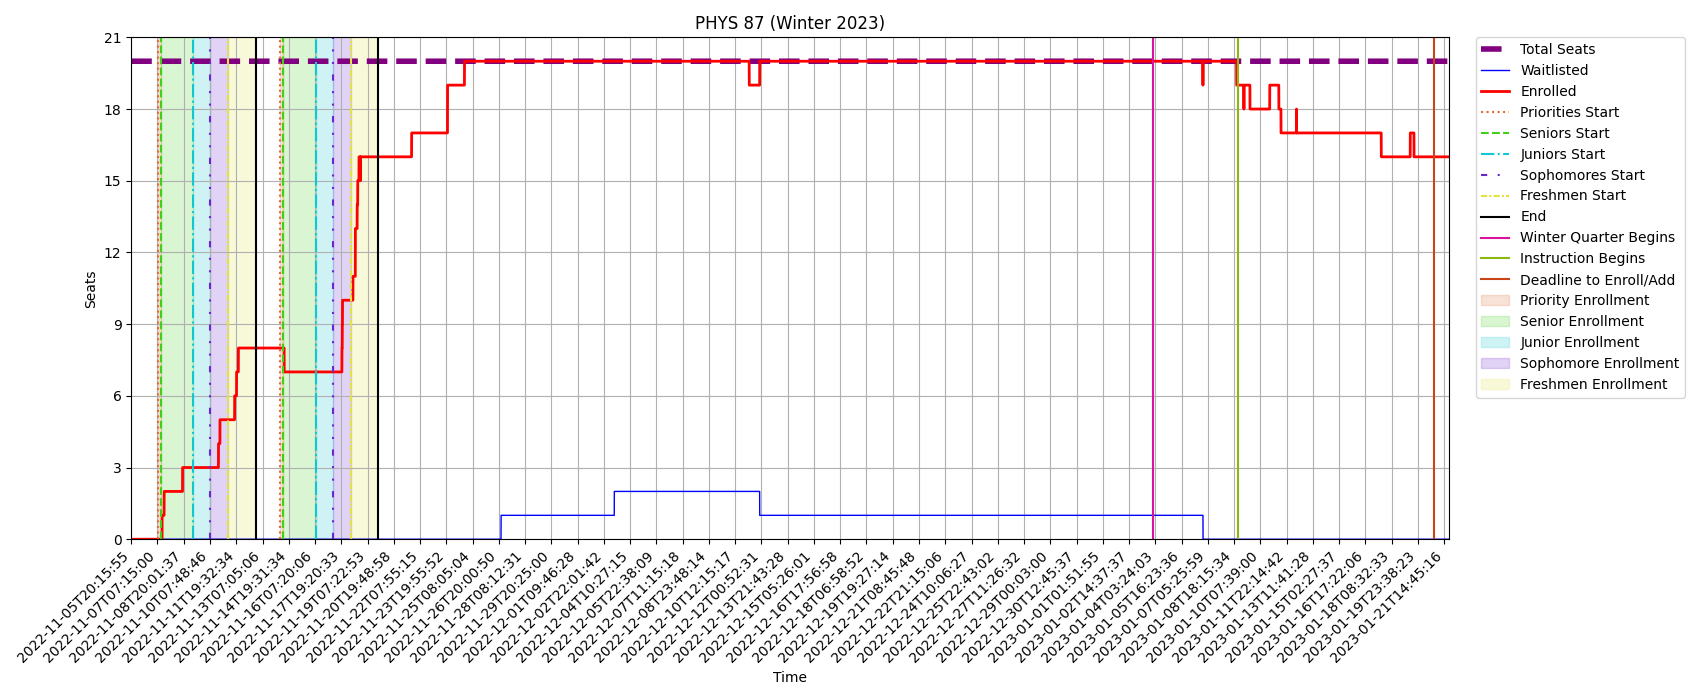 PHYS 87 (Winter 2023)
Seats
21
18
15
12
9
6
3
0
2022-11-05T20:15:55
2022-11-07T07:15:00
2022-11-08T20:01:37
2022-11-10T07:48:46
2022-11-11T19:32:34
2022-11-13T07:05:06
2022-11-14T19:31:34
2022-11-16T07:20:06
2022-11-17T19:20:33
2022-11-19T07:22:53
2022-11-20T19:48:58
2022-11-22T07:55:15
2022-11-23T19:55:52
2022-11-25T08:05:04
2022-11-26T20:00:50
2022-11-28T08:12:31
2022-11-29T20:25:00
2022-12-01T09:46:28
2022-12-02T22:01:42
2022-12-04T10:27:15
2022-12-05T22:38:09
2022-12-07T11:15:18
2022-12-08T23:48:14
2022-12-10T12:15:17
2022-12-12T00:52:31
2022-12-13T13:43:28
2022-12-15T05:26:01
2022-12-16T17:56:58
2022-12-18T06:58:52
2022-12-19T19:27:14
2022-12-21T08:45:48
2022-12-22T21:15:06
2022-12-24T10:06:27
2022-12-25T22:43:02
2022-12-27T11:26:32
2022-12-29T00:03:00
2022-12-30T12:45:37
2023-01-01T01:51:55
2023-01-02T14:37:37
2023-01-04T03:24:03
2023-01-05T16:23:36
2023-01-07T05:25:59
2023-01-08T18:15:34
2023-01-10T07:39:00
2023-01-11T22:14:42
2023-01-13T11:41:28
2023-01-15T02:27:37
2023-01-16T17:22:06
2023-01-18T08:32:33
2023-01-19T23:38:23
2023-01-21T14:45:16
Time
Total Seats
Waitlisted
Enrolled
Priorities Start
Seniors Start
Juniors Start
Sophomores Start
Freshmen Start
End
Winter Quarter Begins
Instruction Begins
Deadline to Enroll/Add
Priority Enrollment
Senior Enrollment
Junior Enrollment
Sophomore Enrollment
Freshmen Enrollment